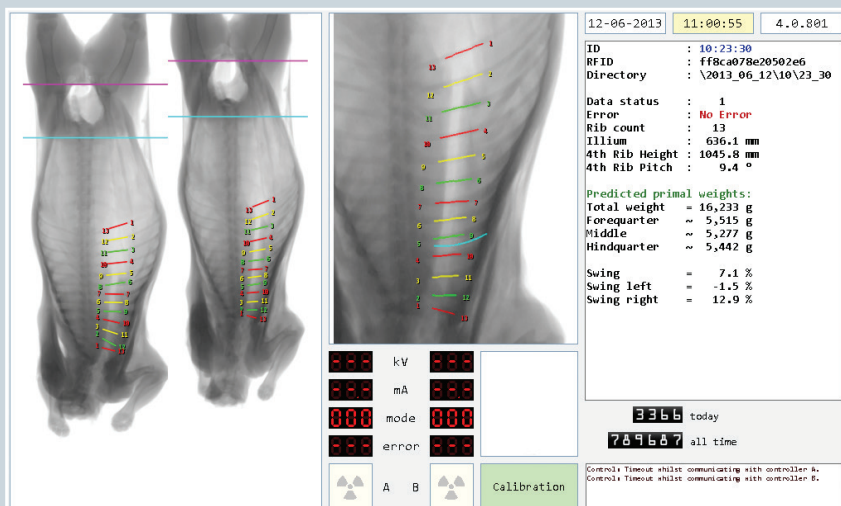 12-06-2013 11:00:55 4.0.801
ID : 10:23:30
RFID : ff8ca078e20502e6
Directory : \2013_06_12\10\23_30
Data status : 1
Error : No Error
Rib count : 13
Illium : 636.1 mm
4th Rib Height : 1045.8 mm
4th Rib Pitch : 9.4 °
Predicted primal weights:
Total weight = 16,233 g
Forequarter ~ 5,515 g
Middle ~ 5,277 g
Hindquarter ~ 5,442 g
Swing = 7.1 %
Swing left = -1.5 %
Swing right = 12.9 %
--- kV ---
--.- mA --.-
000 mode 000
--- error ---
A B
Calibration
3366 today
789687 all time
Control: Timeout whilst communicating with controller A.
Control: Timeout whilst communicating with controller B.